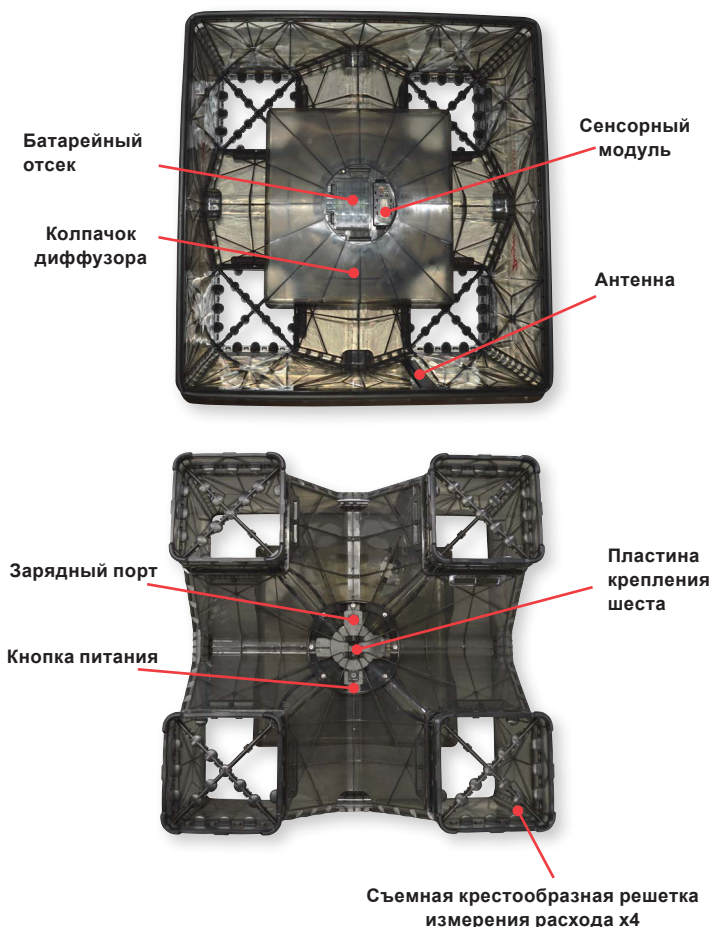 Батарейный
отсек
Сенсорный
модуль
Колпачок
диффузора
Антенна
Зарядный порт
Пластина
крепления
шеста
Кнопка питания
Съемная крестообразная решетка
измерения расхода x4